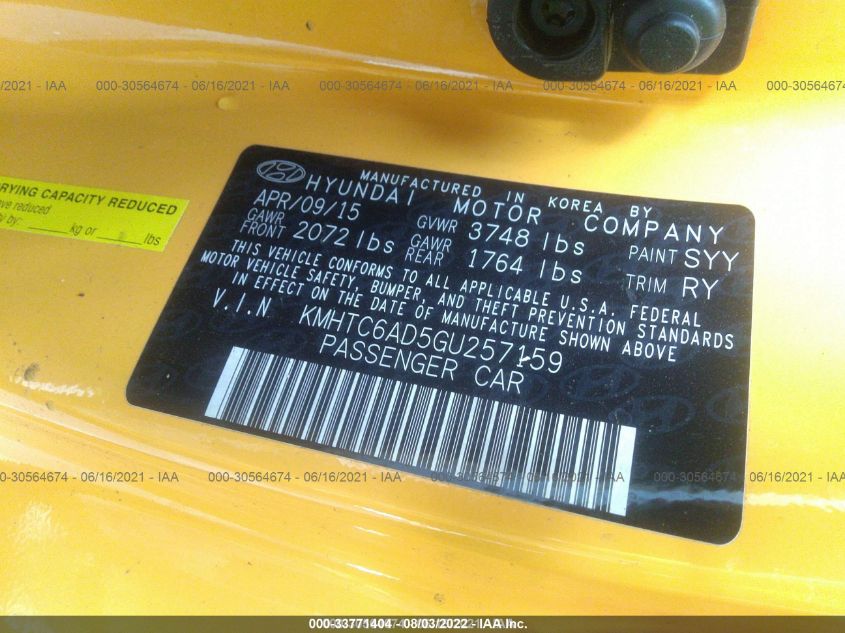 000-30564674 / 06/16/2021 - IAA
MANUFACTURED IN KOREA BY
HYUNDAI MOTOR COMPANY
APR/09/15 GVWR 3748 lbs PAINT SYY
GAWR FRONT 2072 lbs GAWR REAR 1764 lbs TRIM RY
THIS VEHICLE CONFORMS TO ALL APPLICABLE U.S.A. FEDERAL
MOTOR VEHICLE SAFETY, BUMPER, AND THEFT PREVENTION STANDARDS
IN EFFECT ON THE DATE OF MANUFACTURE SHOWN ABOVE
V.I.N KMHTC6AD5GU257159
PASSENGER CAR
RYING CAPACITY REDUCED
ve reduced
by: kg or lbs
000-30564674 / 06/16/2021 - IAA
000-33771404 - 08/03/2022 - IAA Inc.